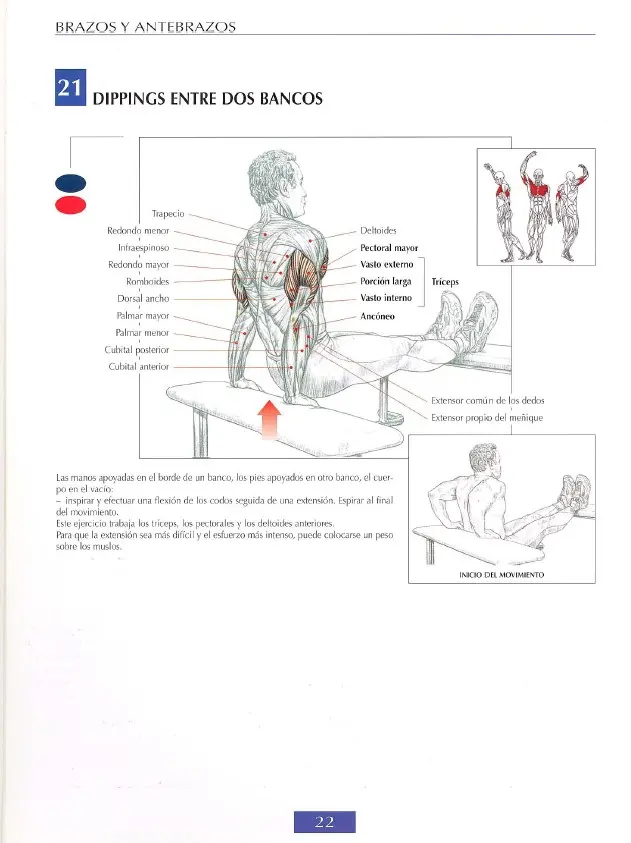 BRAZOS Y ANTEBRAZOS
21
DIPPINGS ENTRE DOS BANCOS
Trapecio
Redondo menor
Infraespinoso
Redondo mayor
Romboides
Dorsal ancho
Palmar mayor
Palmar menor
Cubital posterior
Cubital anterior
Deltoides
Pectoral mayor
Vasto externo
Porción larga
Vasto interno
Tríceps
Ancóneo
Extensor común de los dedos
Extensor propio del meñique
Las manos apoyadas en el borde de un banco, los pies apoyados en otro banco, el cuer-
po en el vacío:
– inspirar y efectuar una flexión de los codos seguida de una extensión. Espirar al final
del movimiento.
Este ejercicio trabaja los tríceps, los pectorales y los deltoides anteriores.
Para que la extensión sea más difícil y el esfuerzo más intenso, puede colocarse un peso
sobre los muslos.
INICIO DEL MOVIMIENTO
22